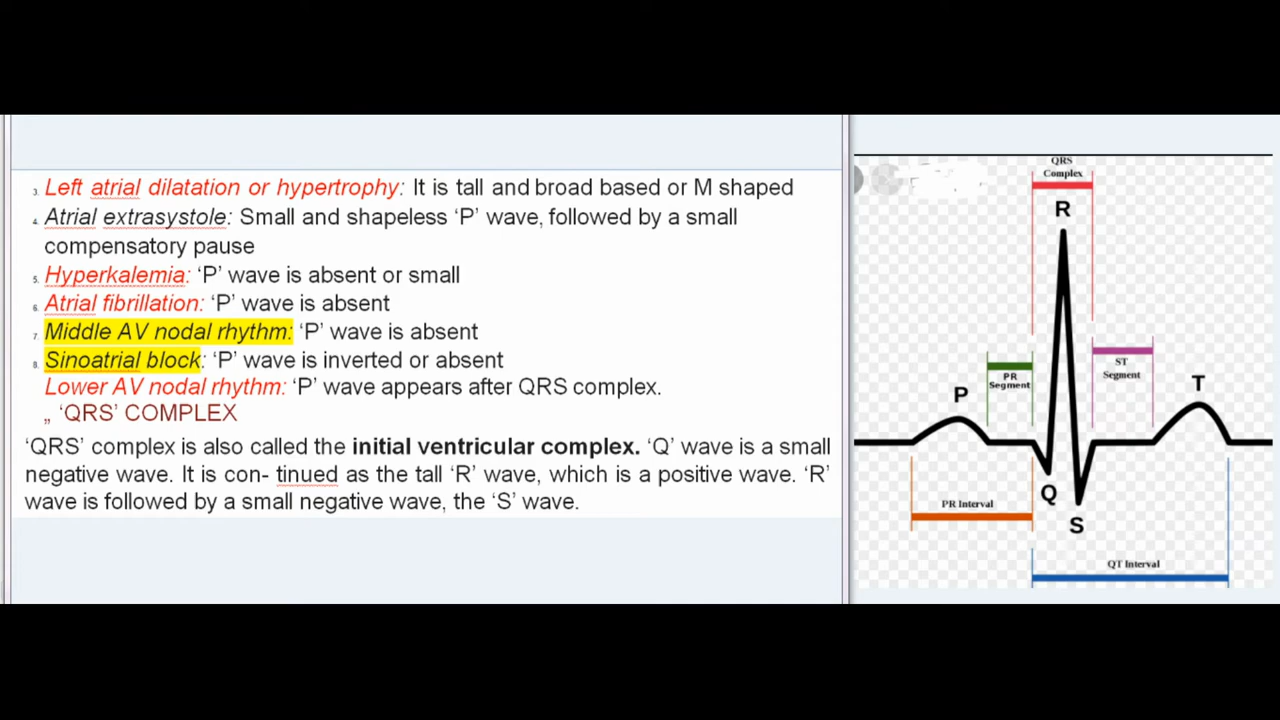 3. Left atrial dilatation or hypertrophy: It is tall and broad based or M shaped
4. Atrial extrasystole: Small and shapeless ‘P’ wave, followed by a small
compensatory pause
5. Hyperkalemia: ‘P’ wave is absent or small
6. Atrial fibrillation: ‘P’ wave is absent
7. Middle AV nodal rhythm: ‘P’ wave is absent
8. Sinoatrial block: ‘P’ wave is inverted or absent
Lower AV nodal rhythm: ‘P’ wave appears after QRS complex.
„ ‘QRS’ COMPLEX
‘QRS’ complex is also called the initial ventricular complex. ‘Q’ wave is a small
negative wave. It is con- tinued as the tall ‘R’ wave, which is a positive wave. ‘R’
wave is followed by a small negative wave, the ‘S’ wave.
QRS
Complex
R
PR
Segment
ST
Segment
P
T
Q
S
PR Interval
QT Interval